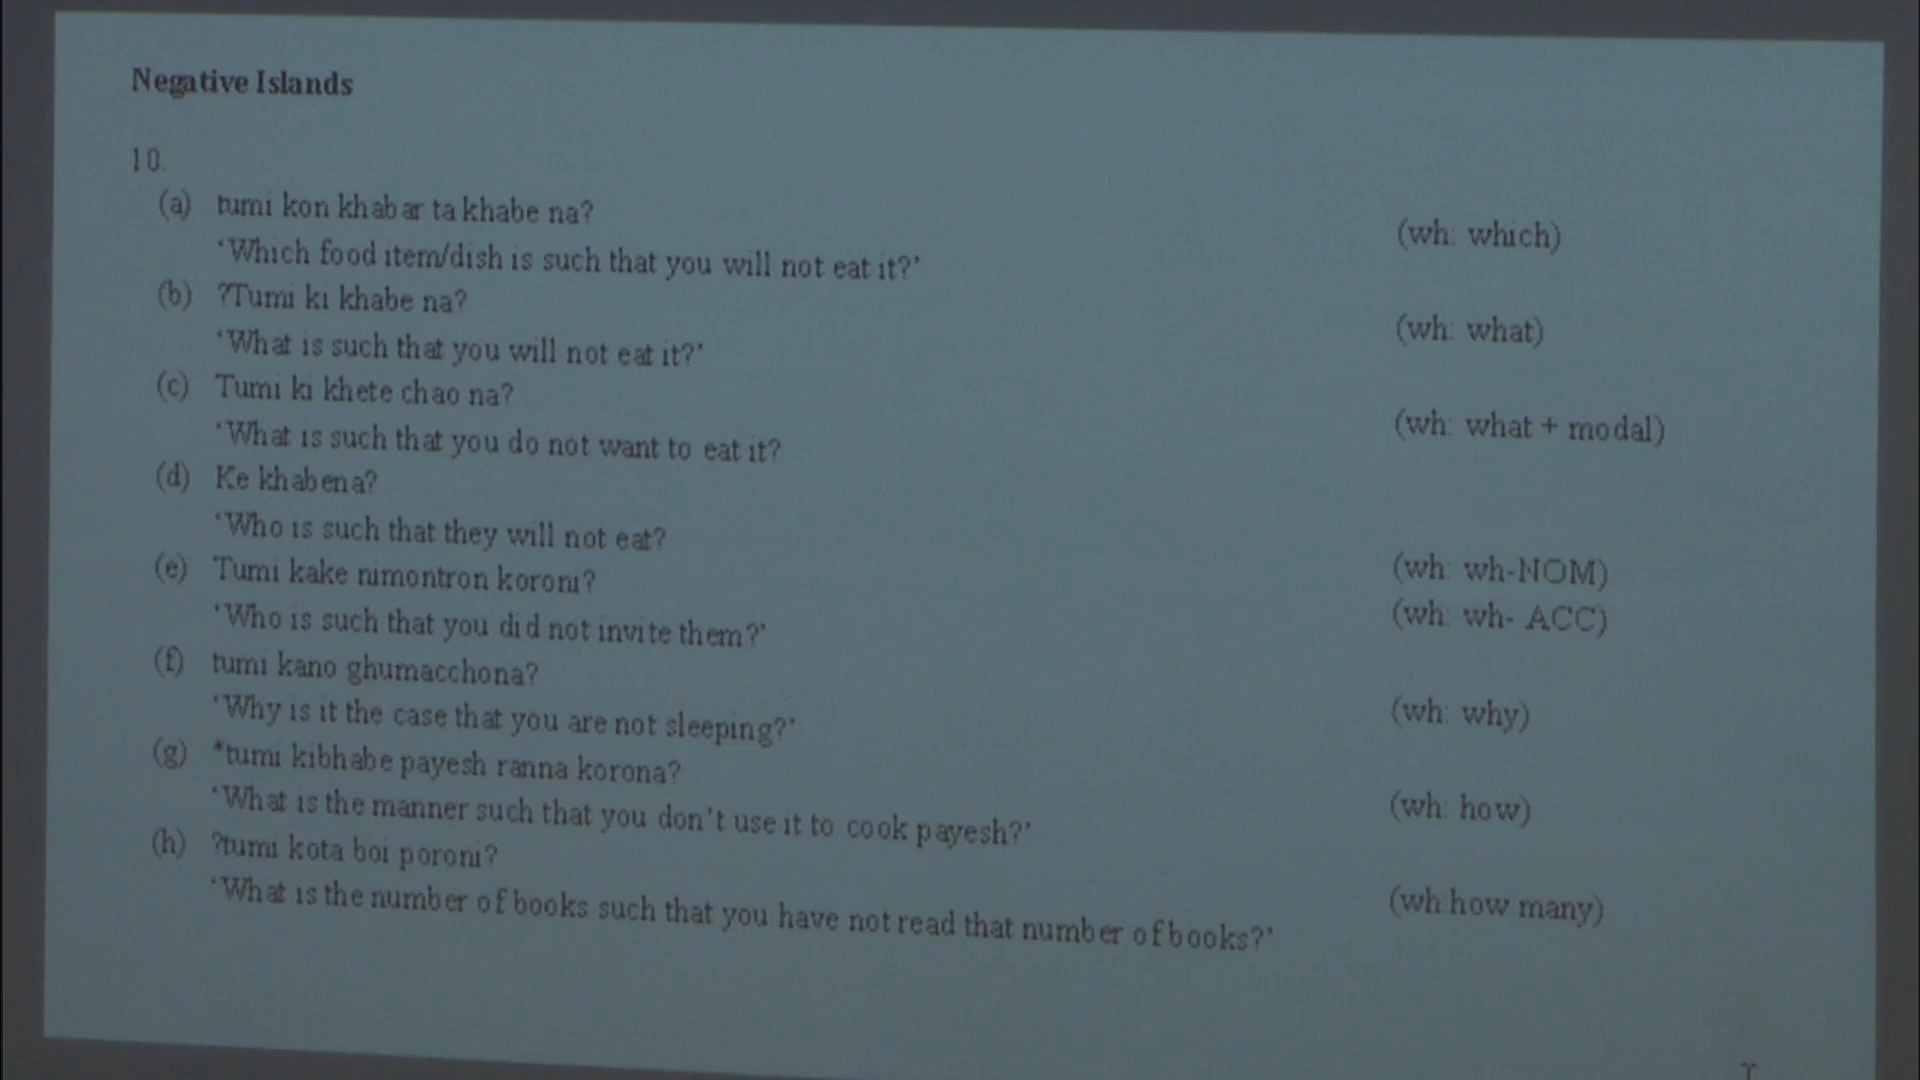 Negative Islands
10.
(a) tumi kon khabar ta khabe na? (wh: which)
‘Which food item/dish is such that you will not eat it?’
(b) ?Tumi ki khabe na? (wh: what)
‘What is such that you will not eat it?’
(c) Tumi ki khete chao na? (wh: what + modal)
‘What is such that you do not want to eat it?
(d) Ke khabena? (wh: wh-NOM)
‘Who is such that they will not eat?
(e) Tumi kake nimontron koroni? (wh: wh- ACC)
‘Who is such that you did not invite them?’
(f) tumi kano ghumacchona? (wh: why)
‘Why is it the case that you are not sleeping?’
(g) *tumi kibhabe payesh ranna korona? (wh: how)
‘What is the manner such that you don’t use it to cook payesh?’
(h) ?tumi kota boi poroni? (wh:how many)
‘What is the number of books such that you have not read that number of books?’